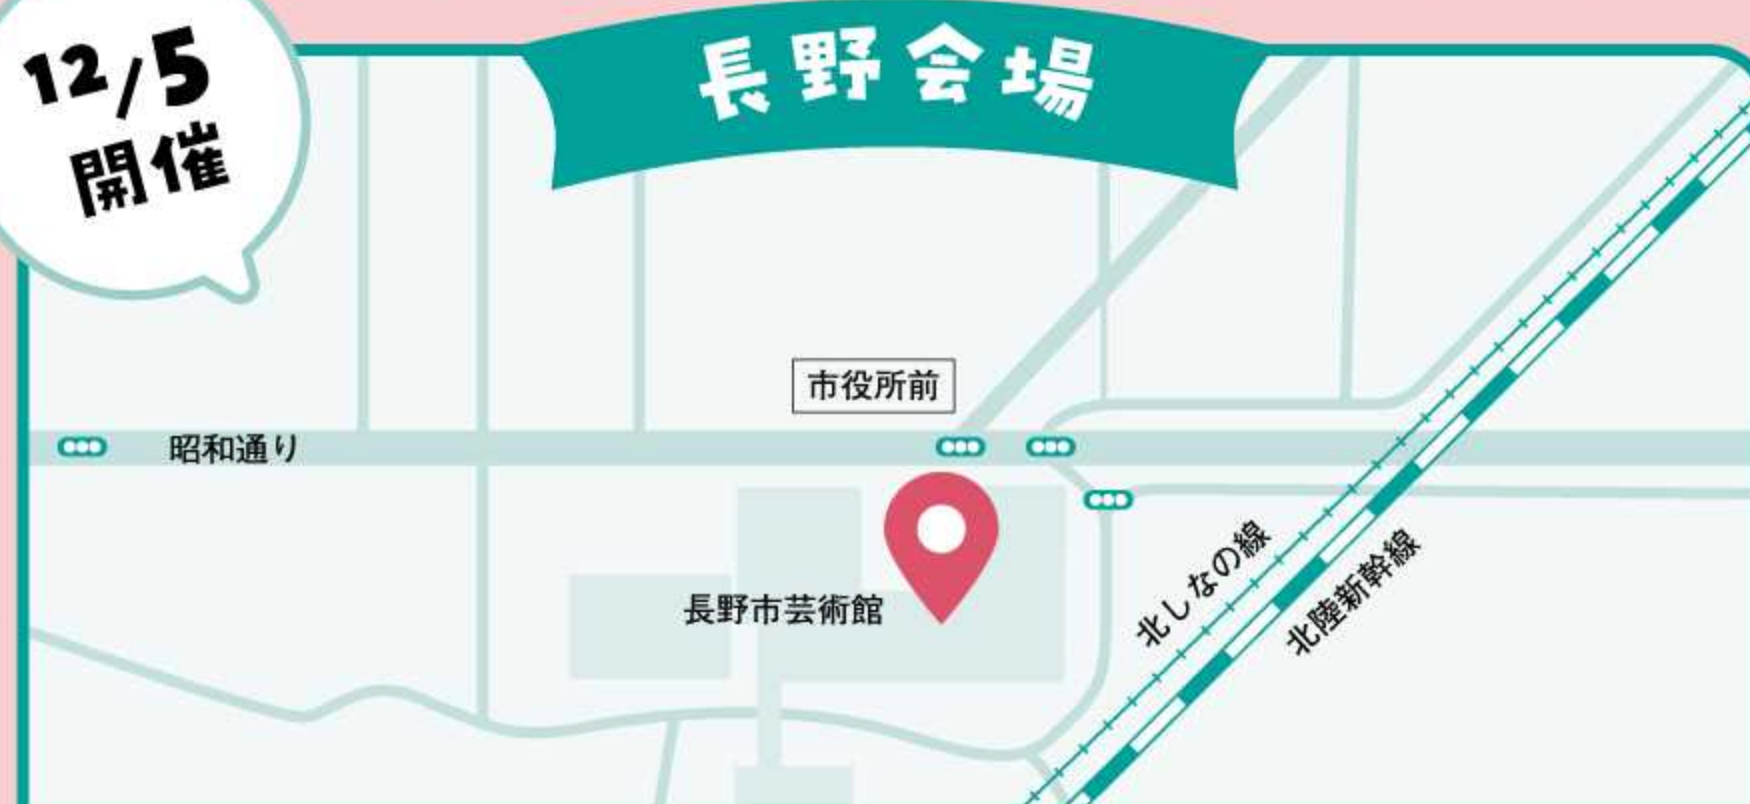 12/5
開催
長野会場
市役所前
昭和通り
長野市芸術館
北しなの線
北陸新幹線